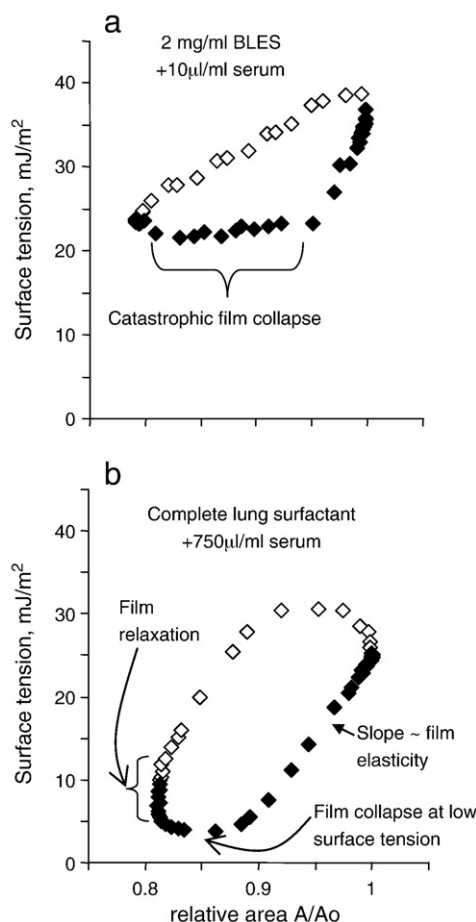 a
2 mg/ml BLES
+10µl/ml serum
Surface tension, mJ/m²
40
30
20
10
0
Catastrophic film collapse
b
Complete lung surfactant
+750µl/ml serum
Surface tension, mJ/m²
40
30
20
10
0
Film
relaxation
Slope ~ film
elasticity
Film collapse at low
surface tension
0.8
0.9
1
relative area A/Ao